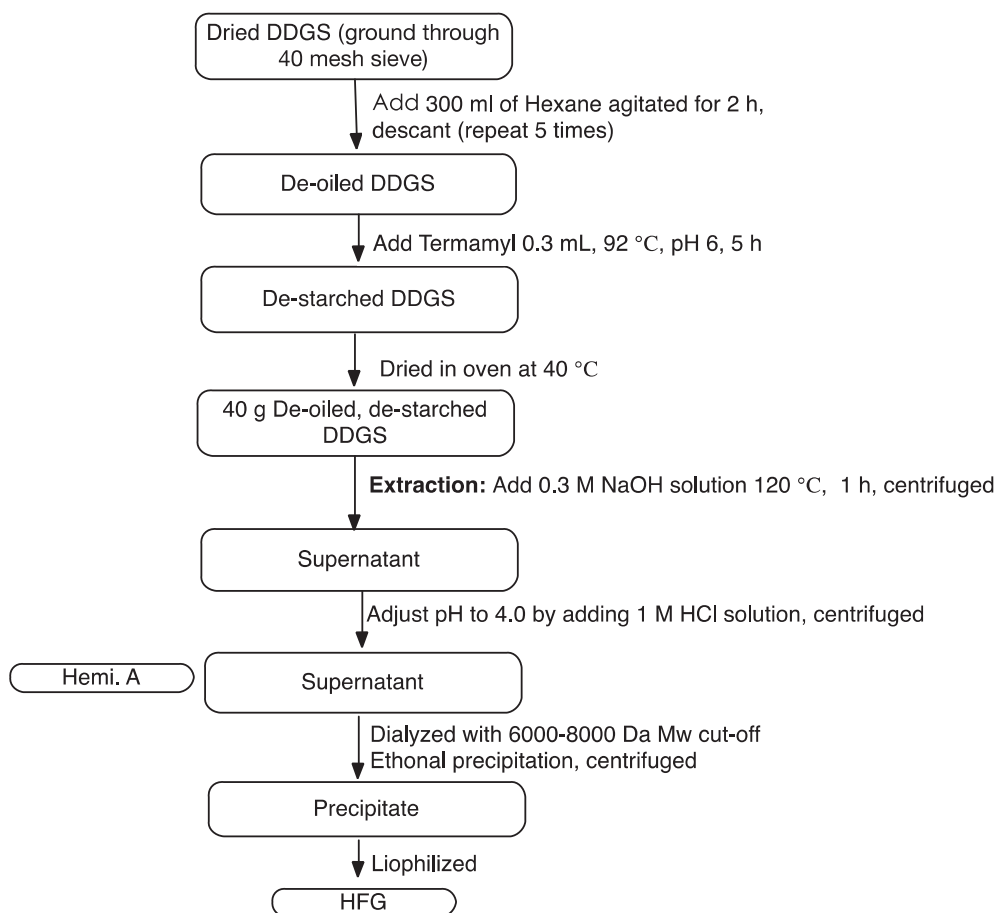 Dried DDGS (ground through
40 mesh sieve)
Add 300 ml of Hexane agitated for 2 h,
descant (repeat 5 times)
De-oiled DDGS
Add Termamyl 0.3 mL, 92 °C, pH 6, 5 h
De-starched DDGS
Dried in oven at 40 °C
40 g De-oiled, de-starched
DDGS
Extraction: Add 0.3 M NaOH solution 120 °C, 1 h, centrifuged
Supernatant
Adjust pH to 4.0 by adding 1 M HCl solution, centrifuged
Hemi. A
Supernatant
Dialyzed with 6000-8000 Da Mw cut-off
Ethonal precipitation, centrifuged
Precipitate
Liophilized
HFG